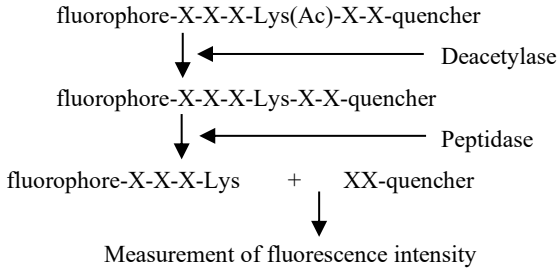 fluorophore-X-X-X-Lys(Ac)-X-X-quencher
Deacetylase
fluorophore-X-X-X-Lys-X-X-quencher
Peptidase
fluorophore-X-X-X-Lys + XX-quencher
Measurement of fluorescence intensity